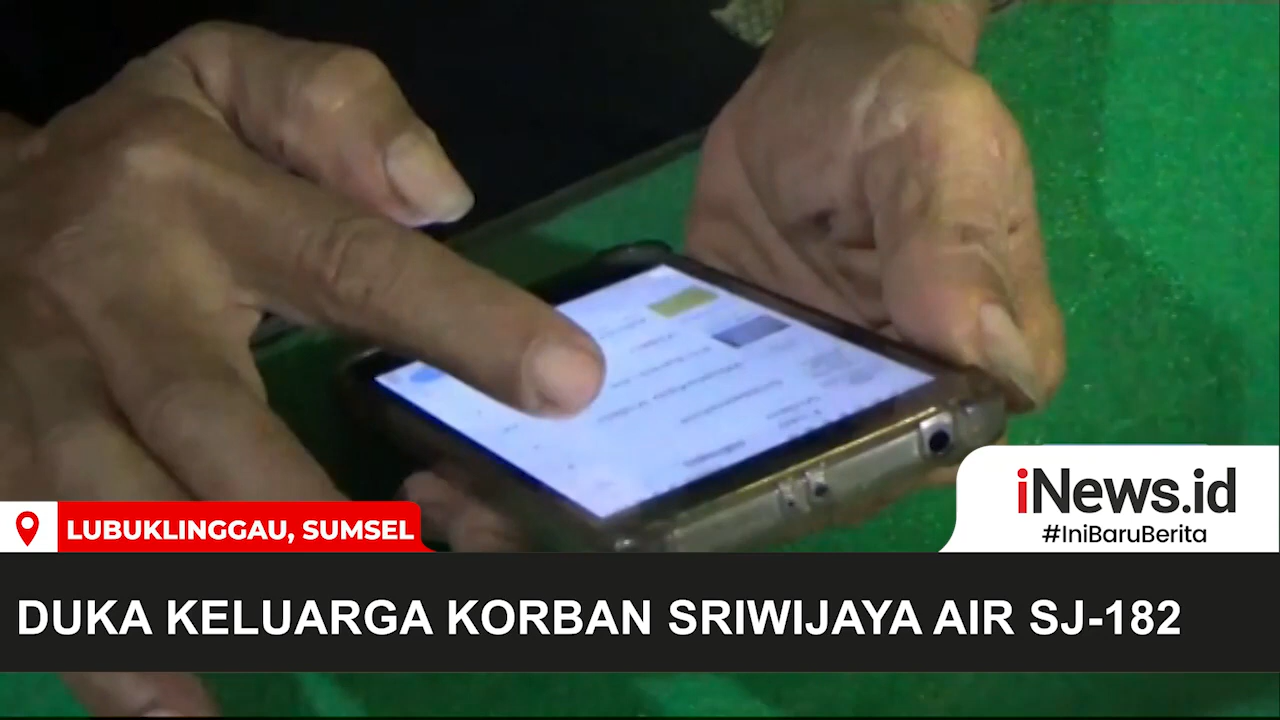 LUBUKLINGGAU, SUMSEL
iNews.id
#IniBaruBerita
DUKA KELUARGA KORBAN SRIWIJAYA AIR SJ-182